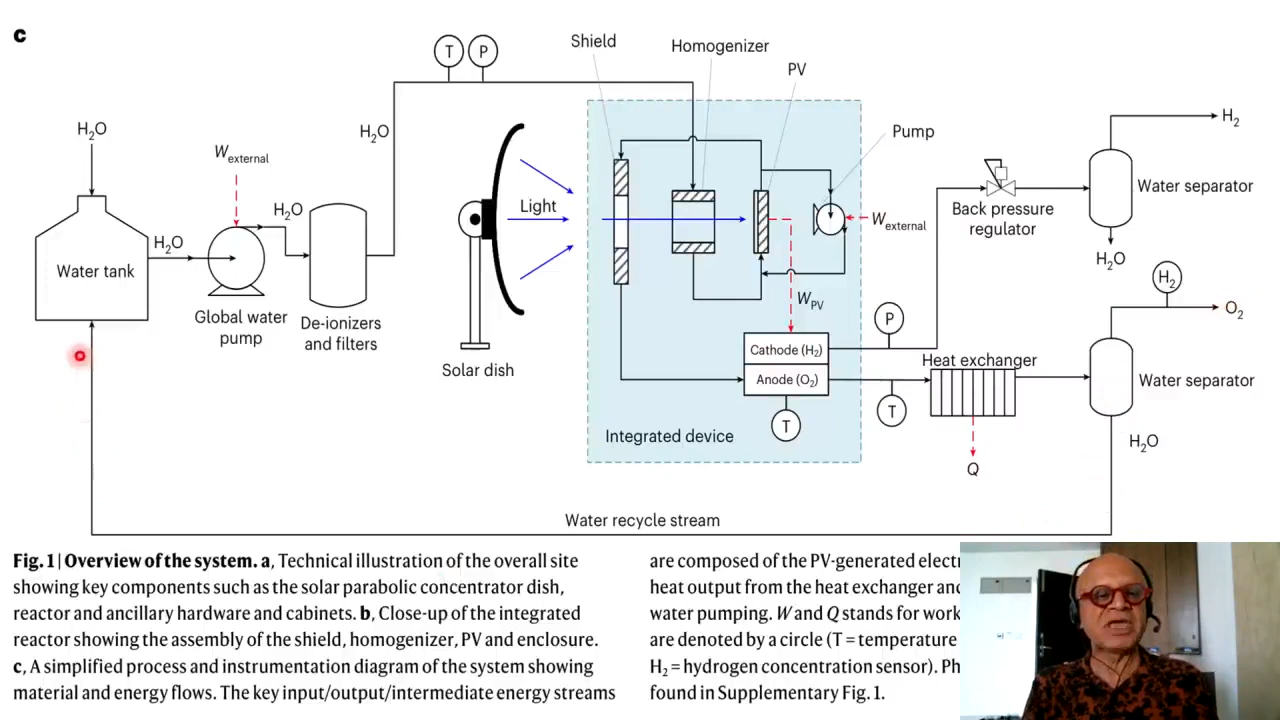 c
T P
Shield
Homogenizer
PV
H₂O
H₂O
W external
H₂O
H₂O
Water tank
Global water
pump
De-ionizers
and filters
Light
Solar dish
Pump
W external
W PV
Cathode (H₂)
Anode (O₂)
T
Integrated device
P
T
Heat exchanger
Q
Back pressure
regulator
H₂
Water separator
H₂O
H₂
O₂
Water separator
H₂O
Water recycle stream
Fig. 1 | Overview of the system. a, Technical illustration of the overall site
showing key components such as the solar parabolic concentrator dish,
reactor and ancillary hardware and cabinets. b, Close-up of the integrated
reactor showing the assembly of the shield, homogenizer, PV and enclosure.
c, A simplified process and instrumentation diagram of the system showing
material and energy flows. The key input/output/intermediate energy streams
are composed of the PV-generated electr
heat output from the heat exchanger and
water pumping. W and Q stands for work
are denoted by a circle (T = temperature
H₂ = hydrogen concentration sensor). Ph
found in Supplementary Fig. 1.